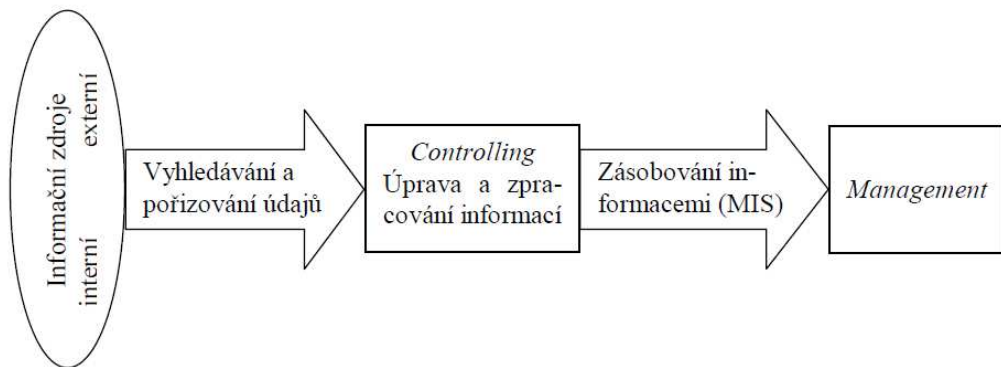 Informační zdroje
interní externí
Vyhledávání a
pořizování údajů
Controlling
Úprava a zpra-
cování informací
Zásobování in-
formacemi (MIS)
Management